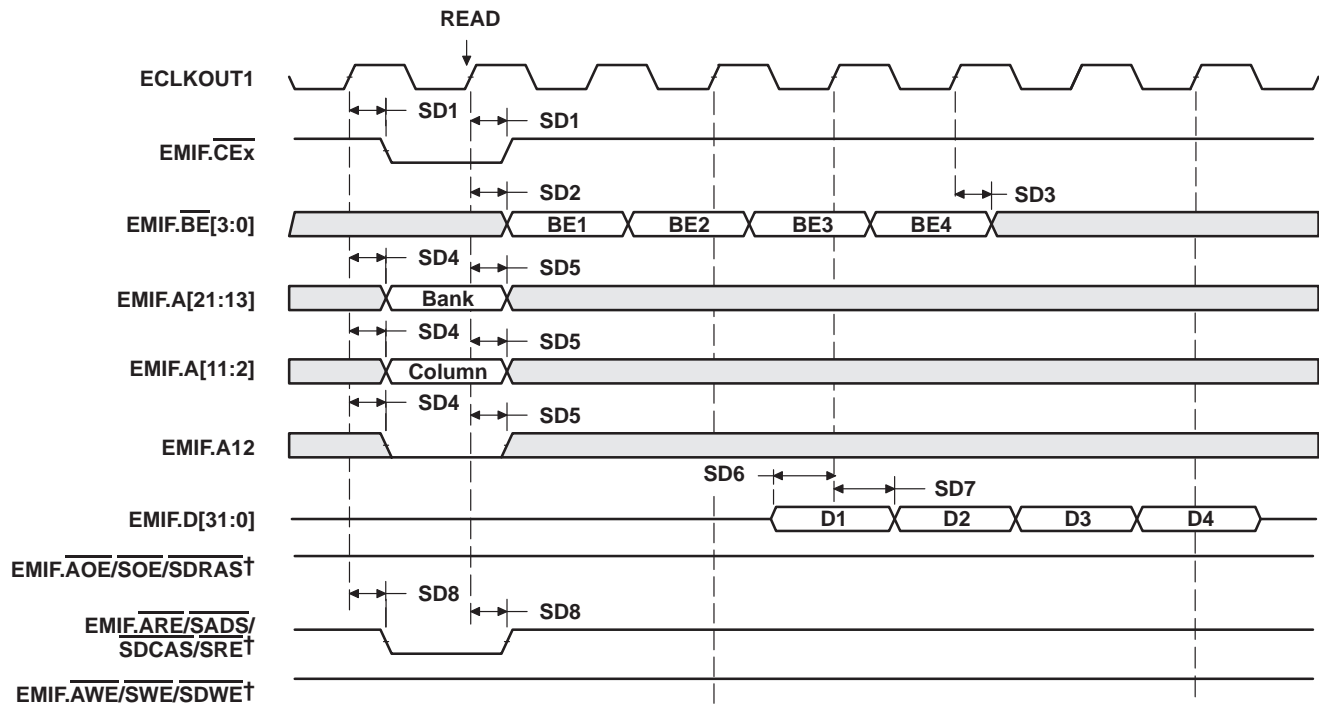 READ
ECLKOUT1
SD1
SD1
EMIF.CEx
SD2
SD3
EMIF.BE[3:0]
BE1 BE2 BE3 BE4
SD4
SD5
EMIF.A[21:13]
Bank
SD4
SD5
EMIF.A[11:2]
Column
SD4
SD5
EMIF.A12
SD6
SD7
EMIF.D[31:0]
D1 D2 D3 D4
EMIF.AOE/SOE/SDRAS†
SD8
SD8
EMIF.ARE/SADS/
SDCAS/SRE†
EMIF.AWE/SWE/SDWE†